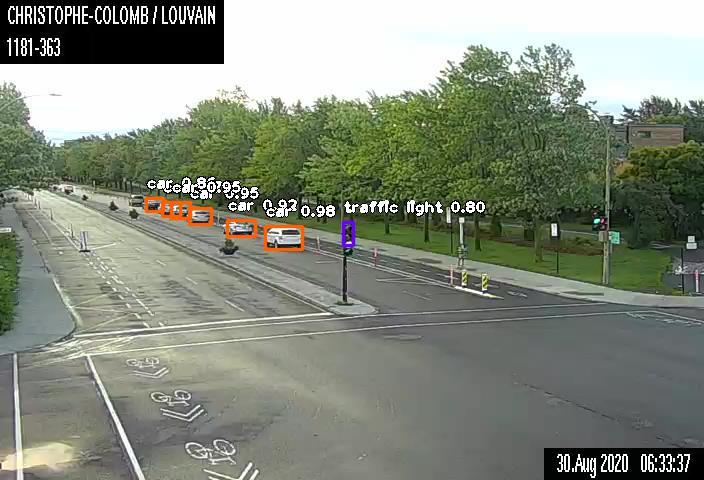 CHRISTOPHE-COLOMB / LOUVAIN
1181-363
car 0.95
car 0.92
car 0.98
traffic light 0.80
30.Aug 2020 06:33:37